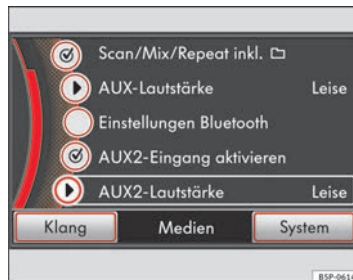 Scan/Mix/Repeat inkl.
AUX-Lautstärke Leise
Einstellungen Bluetooth
AUX2-Eingang aktivieren
AUX2-Lautstärke Leise
Klang Medien System
B5P-0614